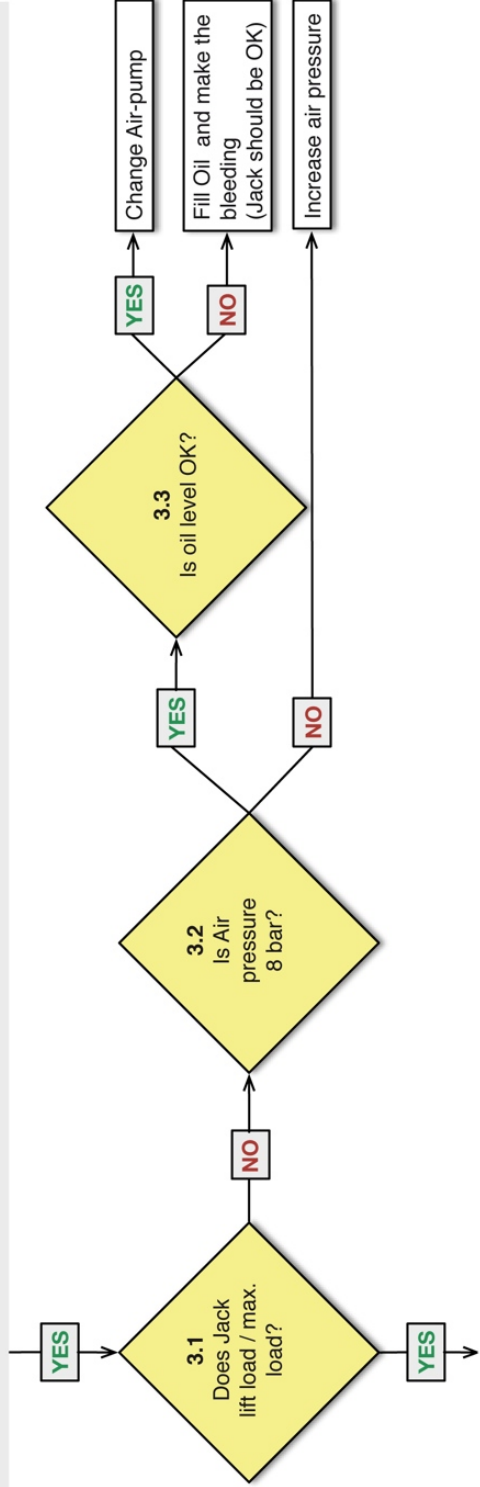 YES
3.1
Does Jack
lift load / max.
load?
YES
NO
3.2
Is Air
pressure
8 bar?
YES
NO
3.3
Is oil level OK?
YES
NO
Change Air-pump
Fill Oil and make the
bleeding
(Jack should be OK)
Increase air pressure